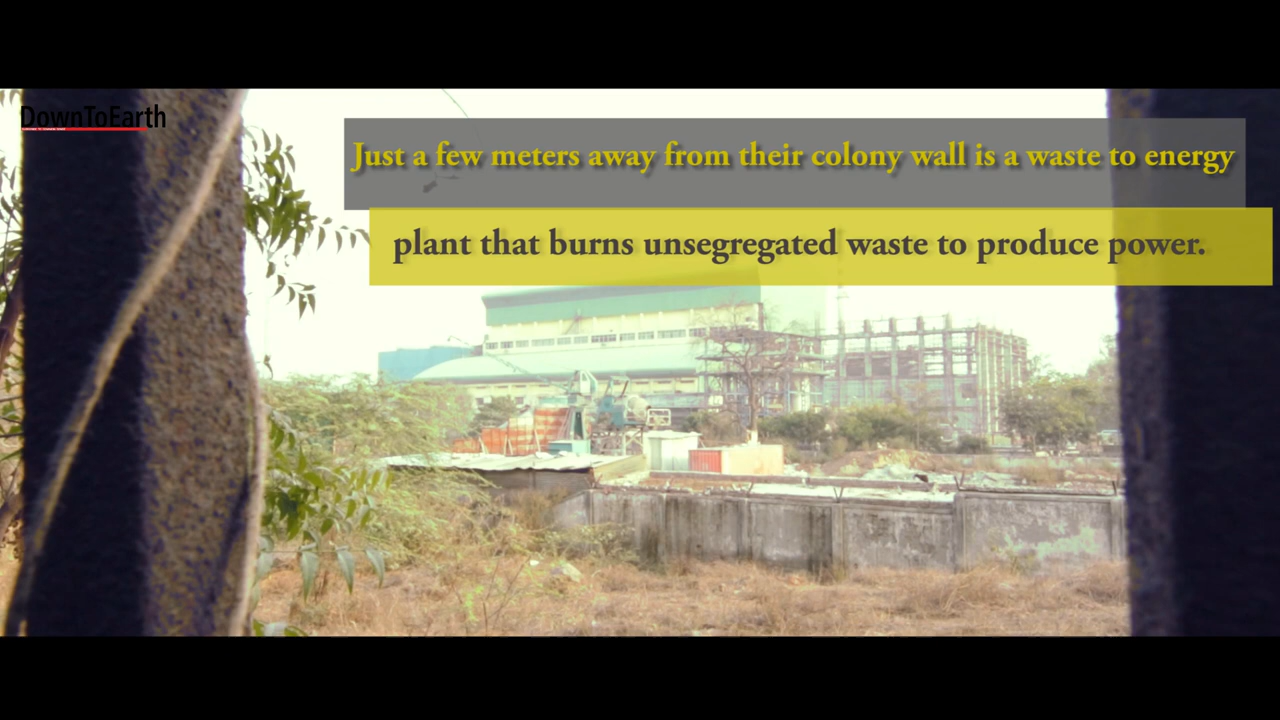 DownToEarth
Just a few meters away from their colony wall is a waste to energy
plant that burns unsegregated waste to produce power.